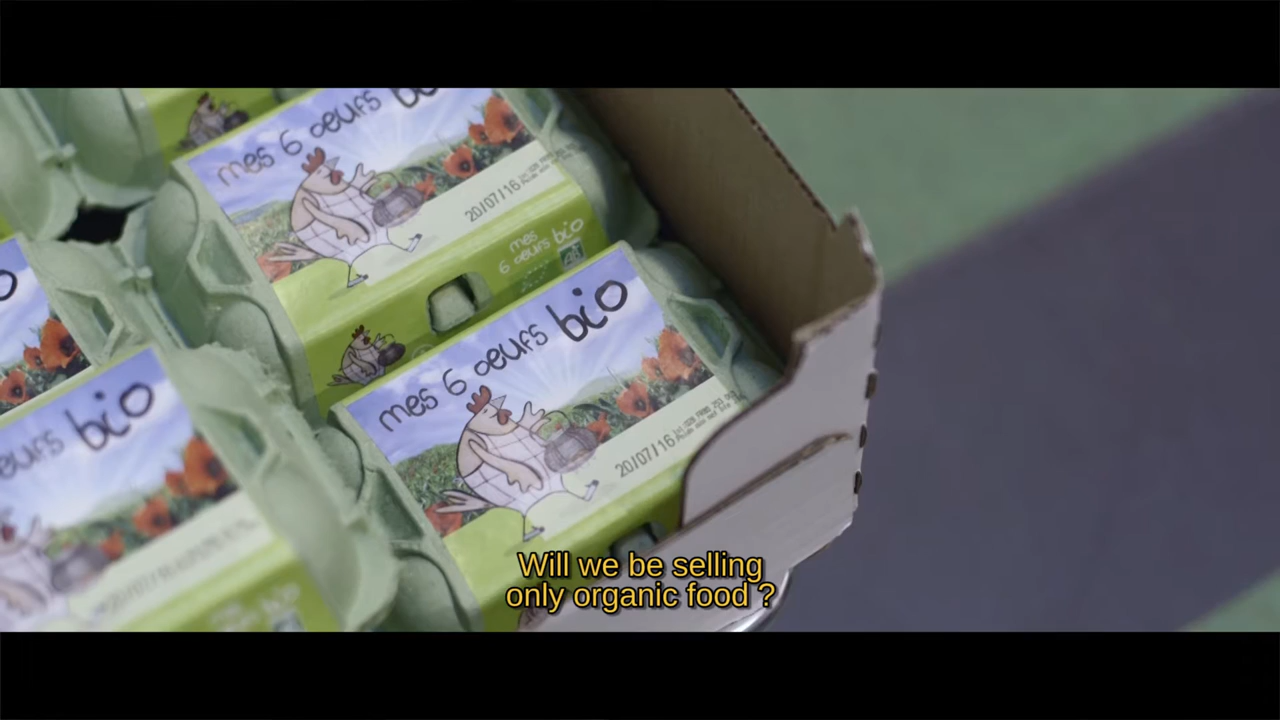 mes 6 oeufs
20/07/16
mes
6 oeufs bio
mes 6 oeufs bio
20/07/16
oeufs bio
Will we be selling
only organic food ?